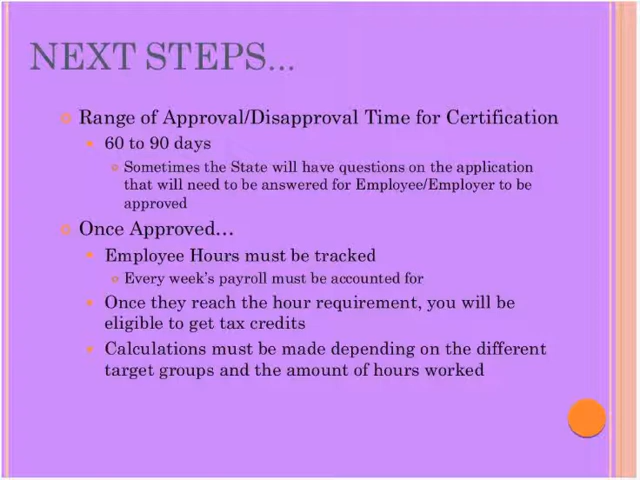 NEXT STEPS...
Range of Approval/Disapproval Time for Certification
60 to 90 days
Sometimes the State will have questions on the application
that will need to be answered for Employee/Employer to be
approved
Once Approved…
Employee Hours must be tracked
Every week's payroll must be accounted for
Once they reach the hour requirement, you will be
eligible to get tax credits
Calculations must be made depending on the different
target groups and the amount of hours worked